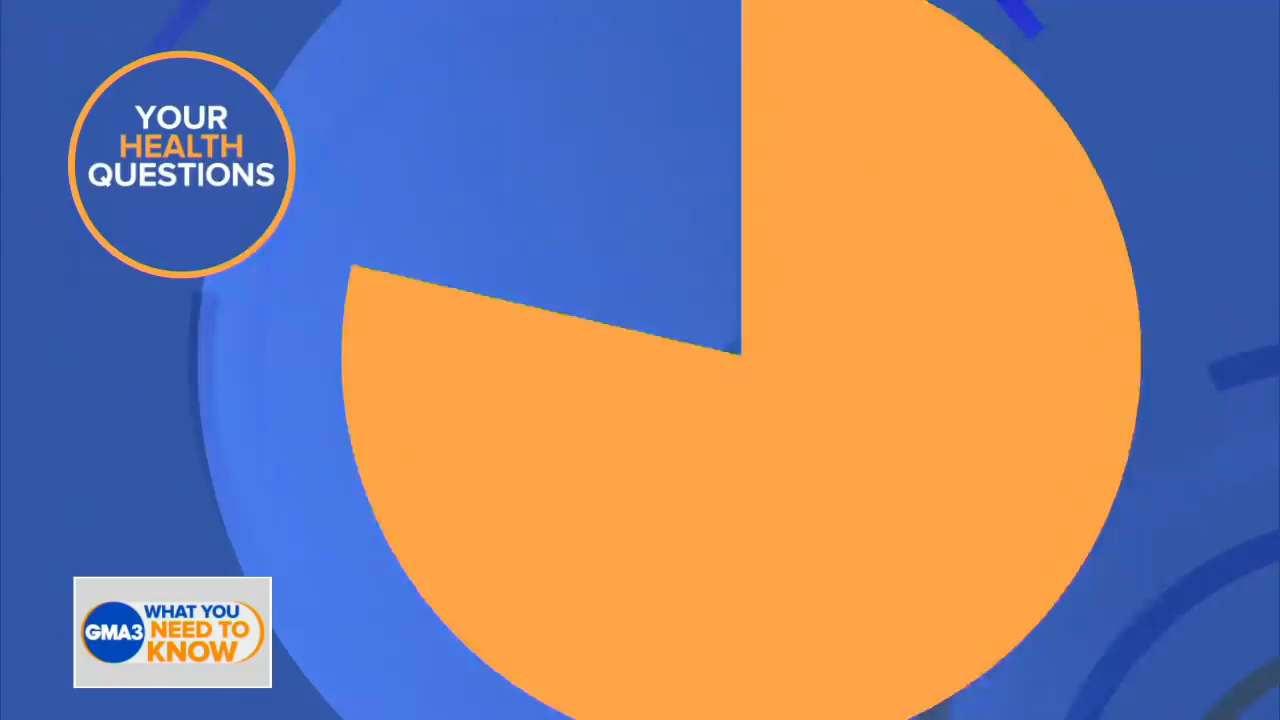 YOUR
HEALTH
QUESTIONS
GMA3
WHAT YOU
NEED TO
KNOW